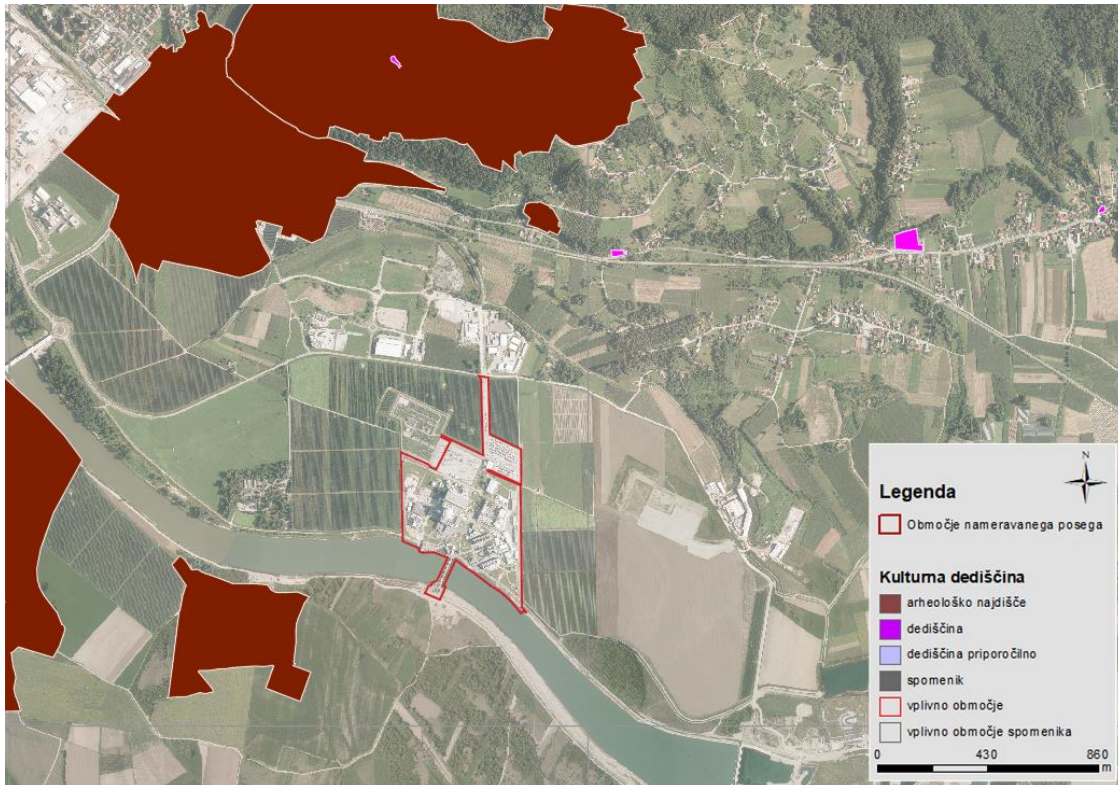 N
Legenda
Območje nameravanega posega
Kulturna dediščina
arheološko najdišče
dediščina
dediščina priporočilno
spomenik
vplivno območje
vplivno območje spomenika
0 430 860
m